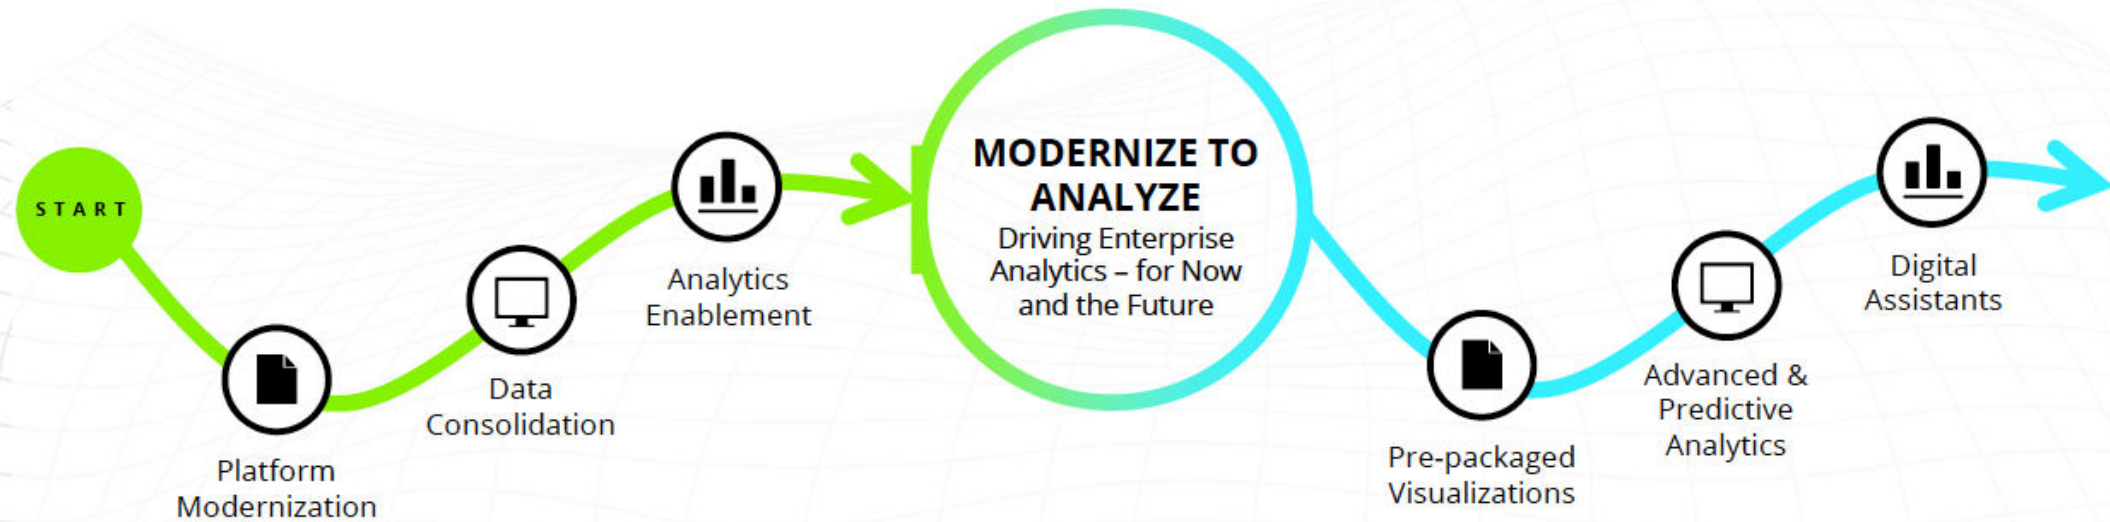 START
Platform
Modernization
Data
Consolidation
Analytics
Enablement
MODERNIZE TO
ANALYZE
Driving Enterprise
Analytics – for Now
and the Future
Pre-packaged
Visualizations
Advanced &
Predictive
Analytics
Digital
Assistants